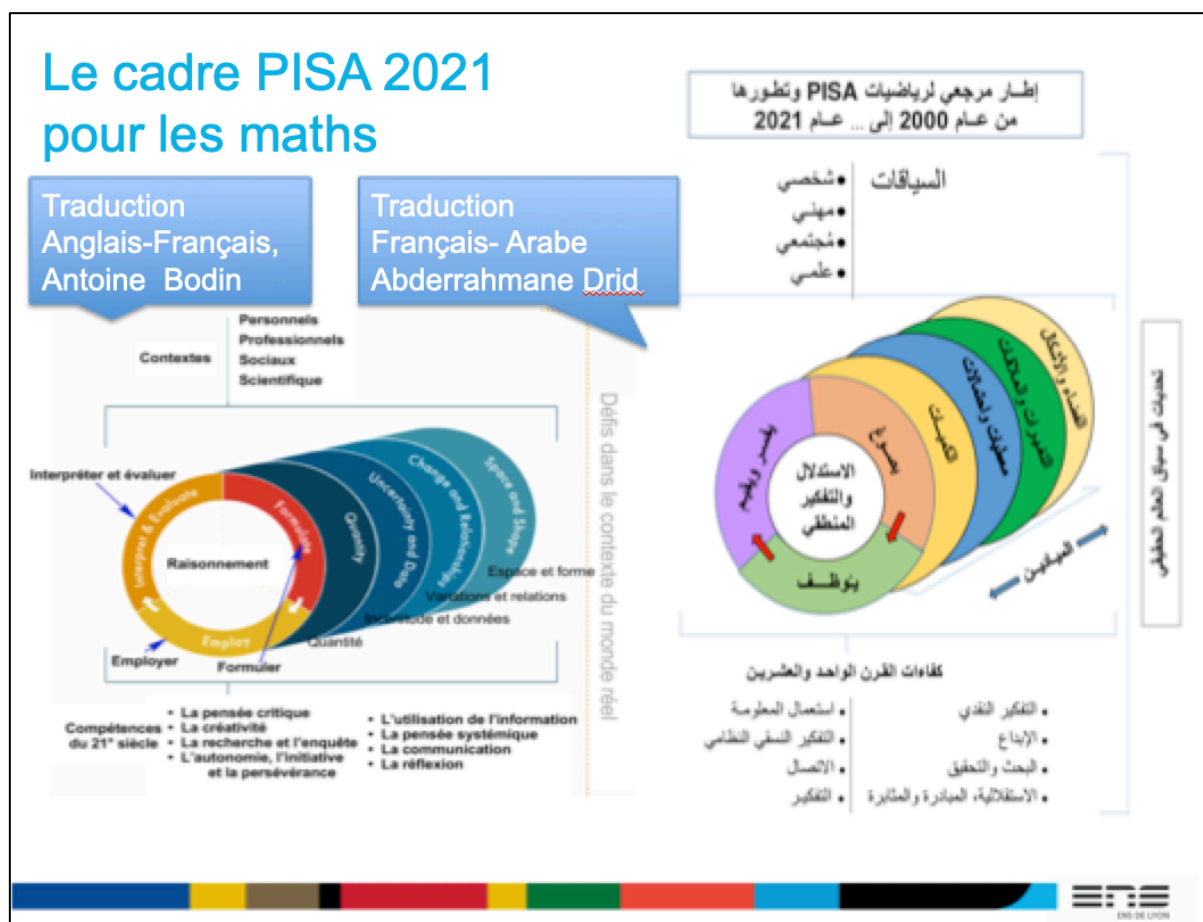 Le cadre PISA 2021
pour les maths
Traduction
Anglais-Français,
Antoine Bodin
Traduction
Français- Arabe
Abderrahmane Drid
Contextes
Personnels
Professionnels
Sociaux
Scientifique
Interpréter et évaluer
Interpret & Evaluate
Formulate
Raisonnement
Employ
Quantity
Uncertainty and Data
Change and Relationships
Space and Shape
Espace et forme
Variations et relations
Incertitude et données
Quantité
Employer
Formuler
Compétences
du 21e siècle
• La pensée critique
• La créativité
• La recherche et l'enquête
• L'autonomie, l'initiative
et la persévérance
• L'utilisation de l'information
• La pensée systémique
• La communication
• La réflexion
Défis dans le contexte du monde réel
إطـار مرجعي لرياضيات PISA وتطورها
من عـام 2000 إلى ... عـام 2021
السياقات
• شخصي
• مهني
• مُجتمعي
• علمي
يفسر ويقيم
يصوغ
يوظف
الاستدلال
والتفكير
المنطقي
الكميات
معطيات واحتمالات
التغيرات والعلاقات
الفضاء والأشكال
الميادين
تحديات في سياق العالم الحقيقي
كفاءات القرن الواحد والعشرين
• التفكير النقدي
• الإبداع
• البحث والتحقيق
• الاستقلالية، المبادرة والمثابرة
• استعمال المعلومة
• التفكير النسقي النظامي
• الاتصال
• التفكير
ENS
ENS DE LYON